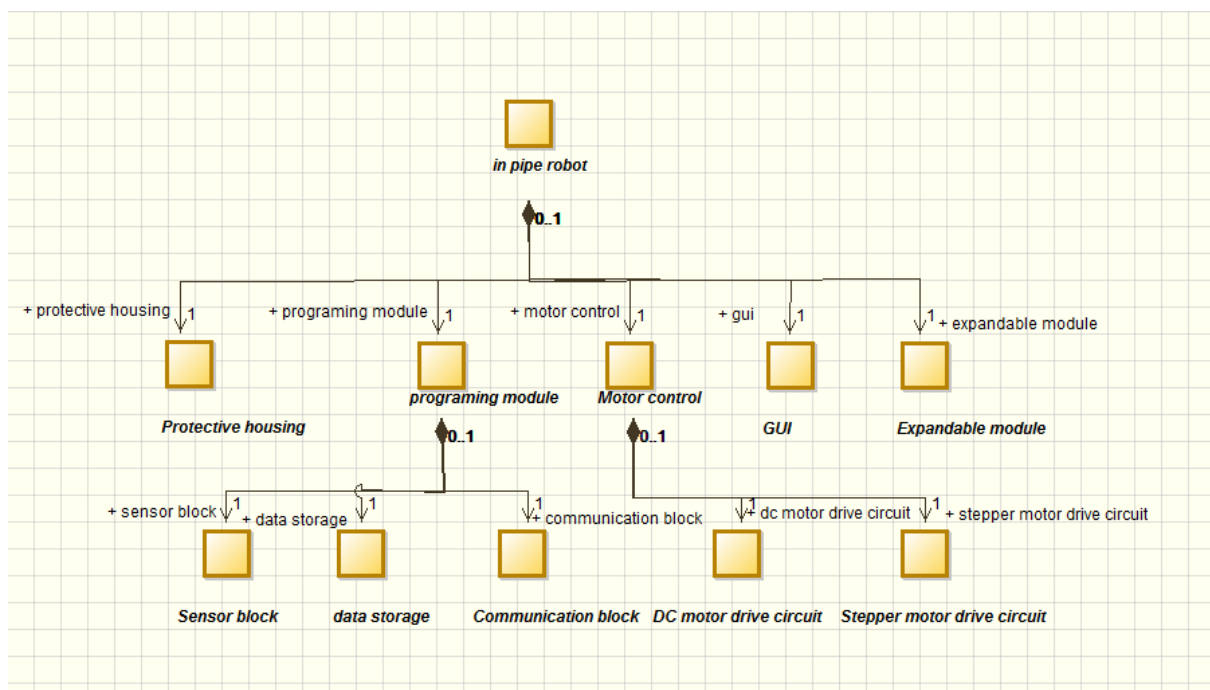 in pipe robot
0..1
+ protective housing 1
+ programing module 1
+ motor control 1
+ gui 1
1 + expandable module
programing module
Motor control
Protective housing
GUI
Expandable module
0..1
0..1
+ sensor block 1
+ data storage 1
1 + communication block
1 + dc motor drive circuit
1 + stepper motor drive circuit
Sensor block
data storage
Communication block
DC motor drive circuit
Stepper motor drive circuit